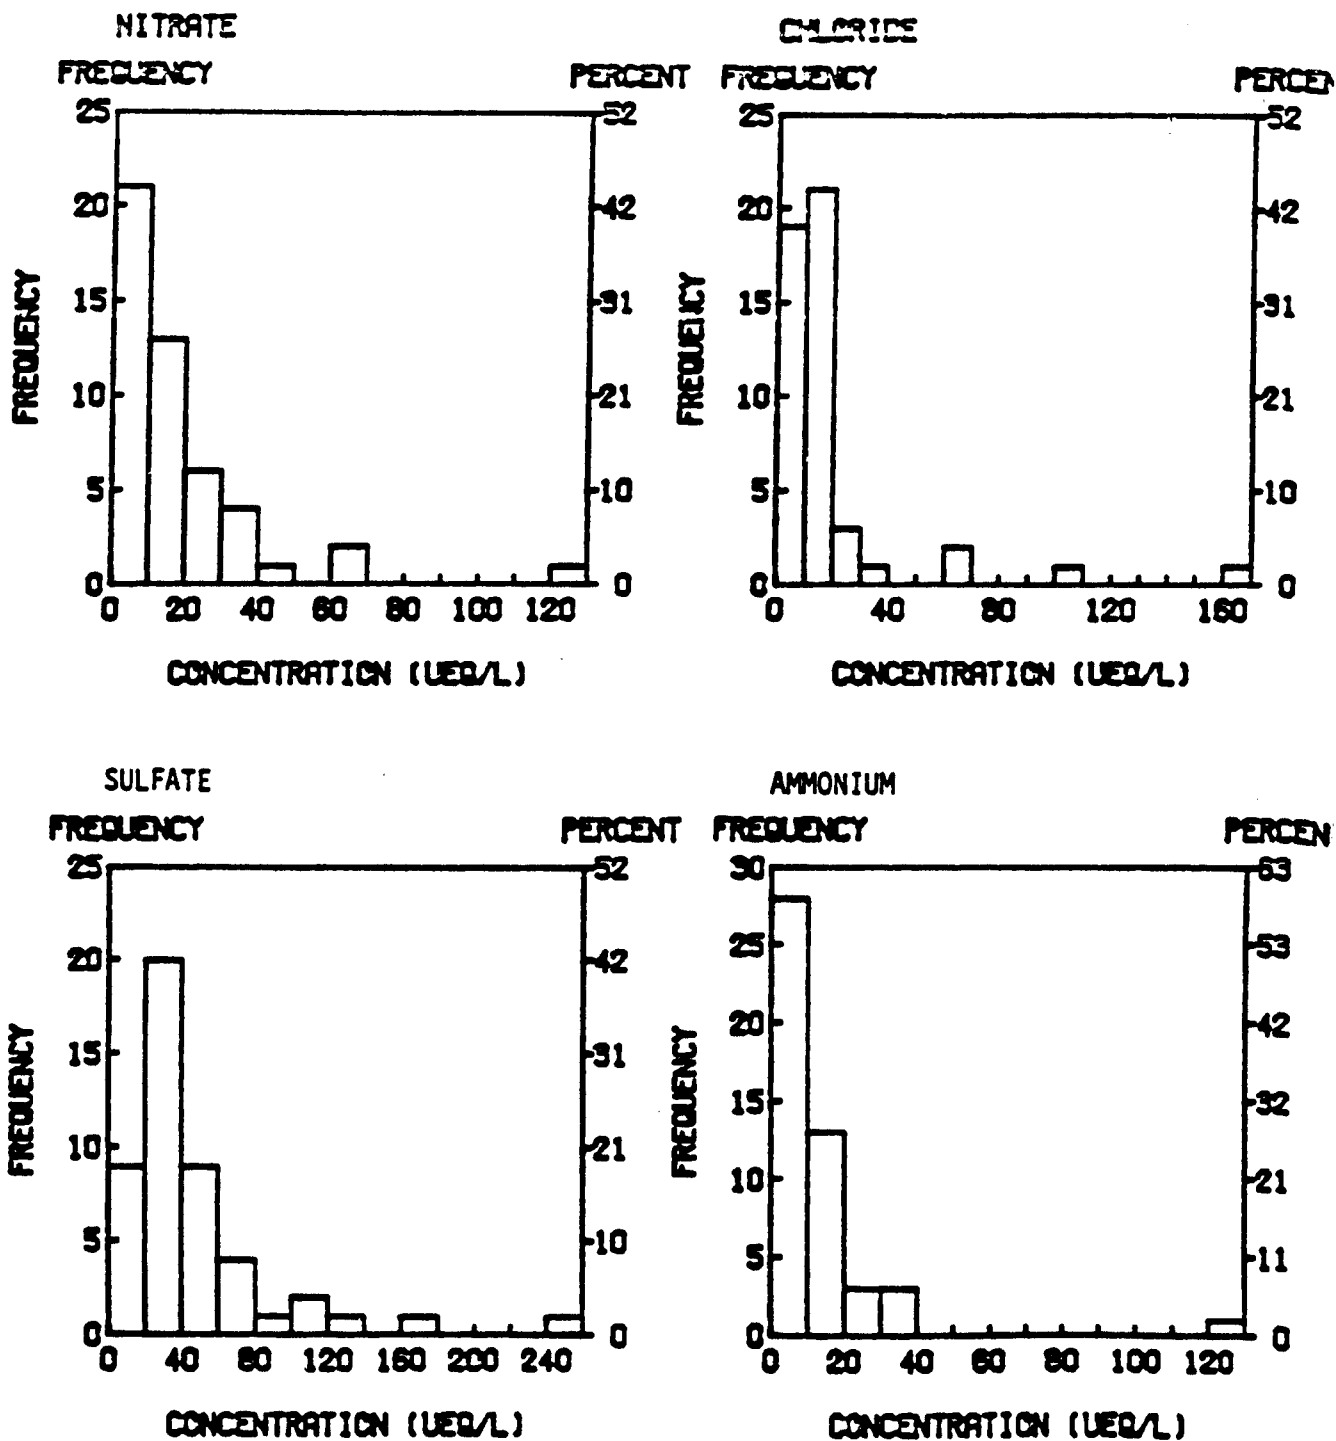 NITRATE
FREQUENCY PERCENT
25 52
20 42
15 31
10 21
5 10
0 0
0 20 40 60 80 100 120
FREQUENCY
CONCENTRATION (UEQ/L)
CHLORIDE
FREQUENCY PERCEN
25 52
20 42
15 31
10 21
5 10
0 0
0 40 80 120 160
FREQUENCY
CONCENTRATION (UEQ/L)
SULFATE
FREQUENCY PERCENT
25 52
20 42
15 31
10 21
5 10
0 0
0 40 80 120 160 200 240
FREQUENCY
CONCENTRATION (UEQ/L)
AMMONIUM
FREQUENCY PERCEN
30 63
25 53
20 42
15 32
10 21
5 11
0 0
0 20 40 60 80 100 120
FREQUENCY
CONCENTRATION (UEQ/L)